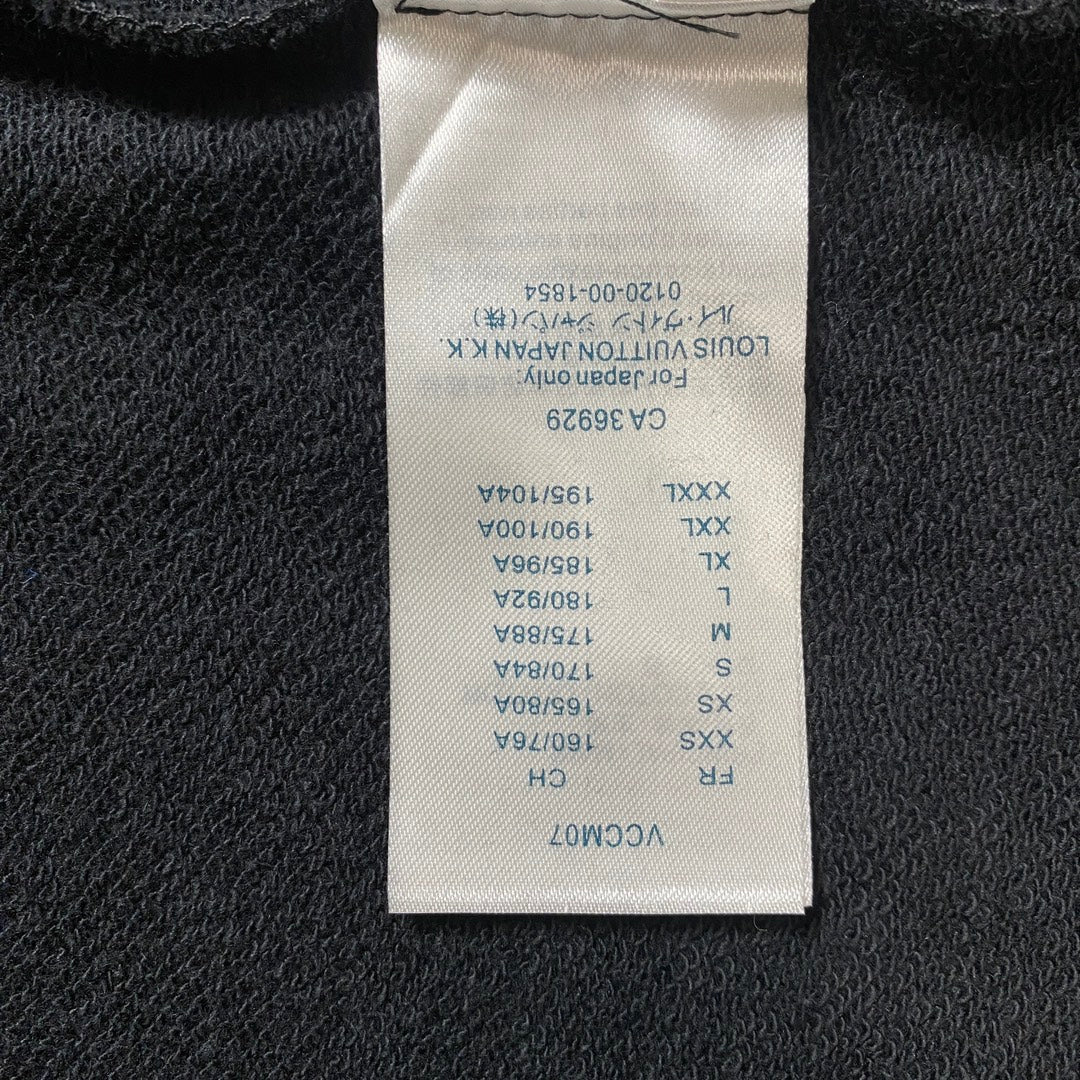 VCCM07
FR CH
XXS 160/76A
XS 165/80A
S 170/84A
M 175/88A
L 180/92A
XL 185/96A
XXL 190/100A
XXXL 195/104A
CA 36929
For Japan only:
LOUIS VUITTON JAPAN K.K.
ルイ・ヴィトン ジャパン(株)
0120-00-1854